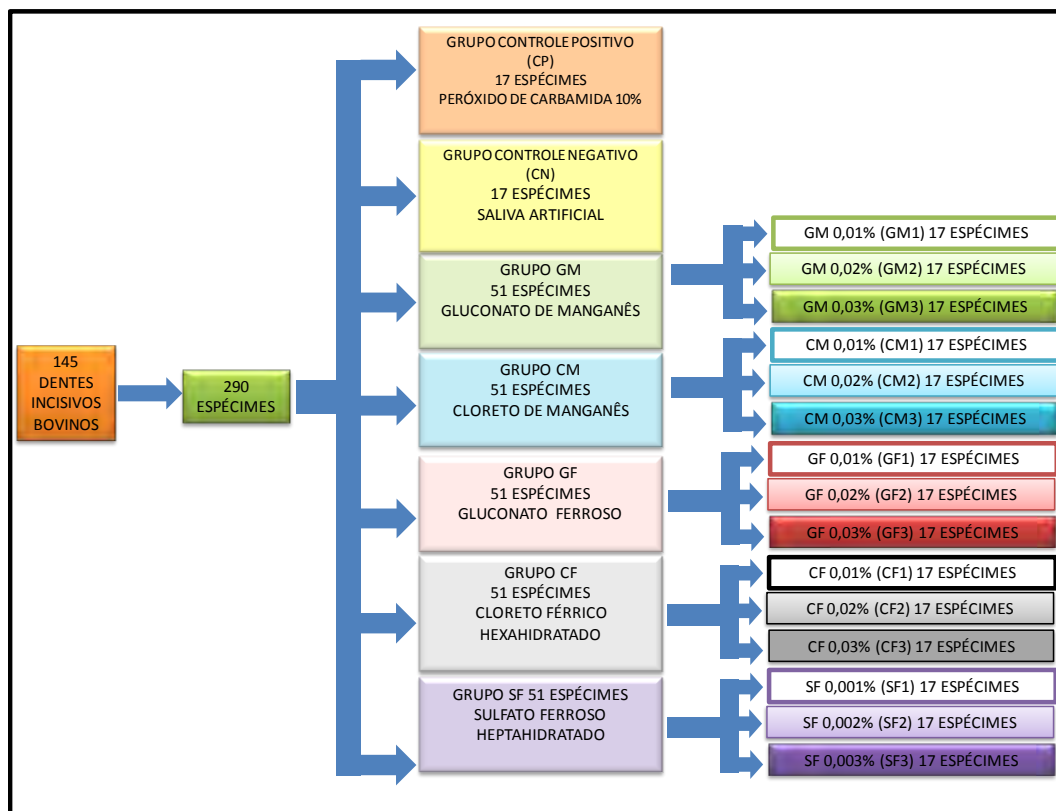 145
DENTES
INCISIVOS
BOVINOS
290
ESPÉCIMES
GRUPO CONTROLE POSITIVO
(CP)
17 ESPÉCIMES
PERÓXIDO DE CARBAMIDA 10%
GRUPO CONTROLE NEGATIVO
(CN)
17 ESPÉCIMES
SALIVA ARTIFICIAL
GRUPO GM
51 ESPÉCIMES
GLUCONATO DE MANGANÊS
GM 0,01% (GM1) 17 ESPÉCIMES
GM 0,02% (GM2) 17 ESPÉCIMES
GM 0,03% (GM3) 17 ESPÉCIMES
GRUPO CM
51 ESPÉCIMES
CLORETO DE MANGANÊS
CM 0,01% (CM1) 17 ESPÉCIMES
CM 0,02% (CM2) 17 ESPÉCIMES
CM 0,03% (CM3) 17 ESPÉCIMES
GRUPO GF
51 ESPÉCIMES
GLUCONATO FERROSO
GF 0,01% (GF1) 17 ESPÉCIMES
GF 0,02% (GF2) 17 ESPÉCIMES
GF 0,03% (GF3) 17 ESPÉCIMES
GRUPO CF
51 ESPÉCIMES
CLORETO FÉRRICO
HEXAHIDRATADO
CF 0,01% (CF1) 17 ESPÉCIMES
CF 0,02% (CF2) 17 ESPÉCIMES
CF 0,03% (CF3) 17 ESPÉCIMES
GRUPO SF 51 ESPÉCIMES
SULFATO FERROSO
HEPTAHIDRATADO
SF 0,001% (SF1) 17 ESPÉCIMES
SF 0,002% (SF2) 17 ESPÉCIMES
SF 0,003% (SF3) 17 ESPÉCIMES